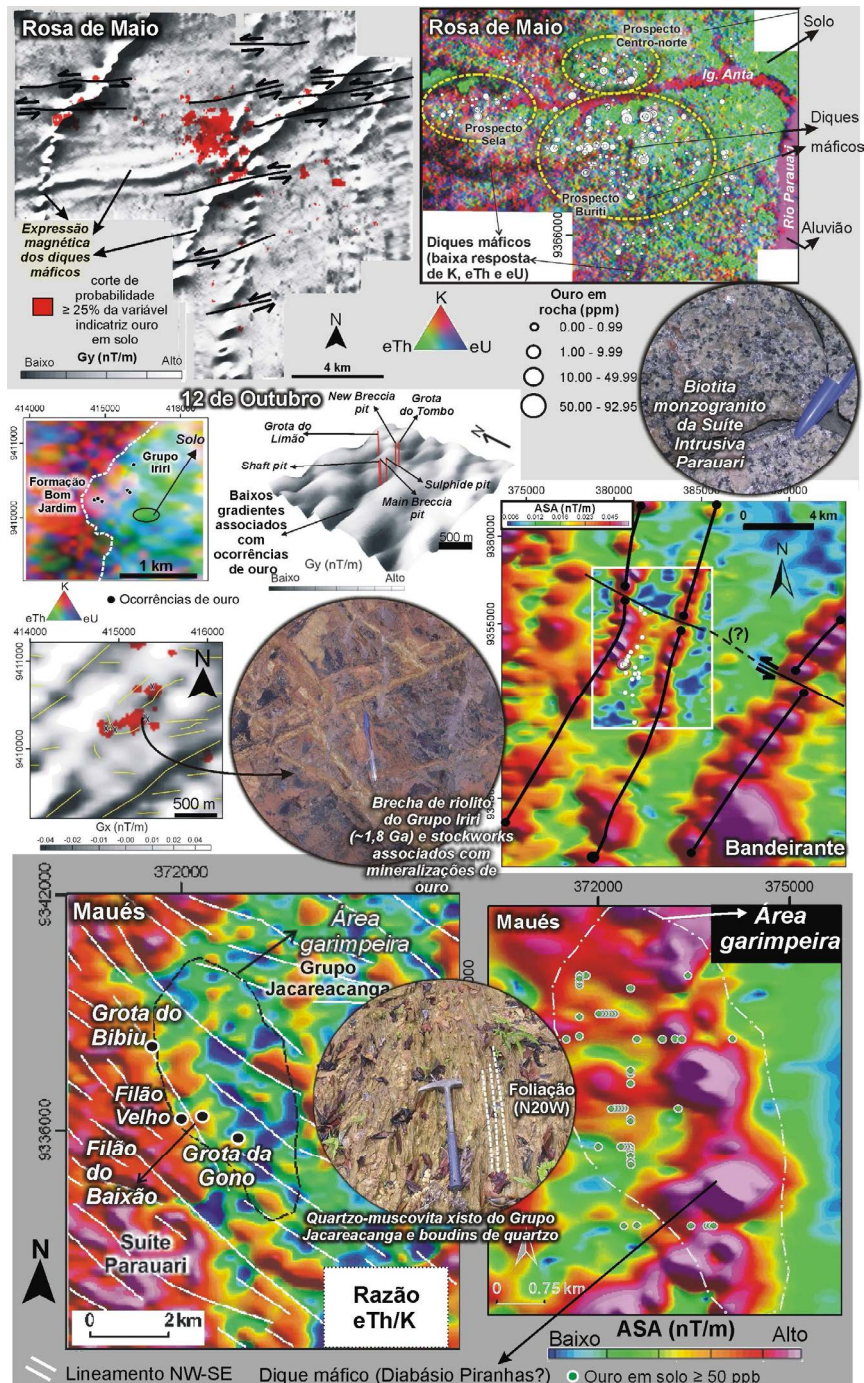 Rosa de Maio
Expressão
magnética
dos diques
máficos
corte de
probabilidade
≥ 25% da variável
indicatriz ouro
em solo
Gy (nT/m)
Baixo
Alto
N
4 km
Rosa de Maio
Prospecto
Centro-norte
Solo
Ig. Anta
Prospecto
Sela
Diques
máficos
Prospecto
Buriti
Rio Parauari
Aluvião
9366000
Diques máficos
(baixa resposta
de K, eTh e eU)
K
eTh
eU
Ouro em
rocha (ppm)
0.00 - 0.99
1.00 - 9.99
10.00 - 49.99
50.00 - 92.95
Biotita
monzogranito
da Suíte
Intrusiva
Parauari
12 de Outubro
414000
415000
418000
9411000
9410000
Solo
Grupo
Iriri
Formação
Bom
Jardim
1 km
K
eTh
eU
Ocorrências de ouro
New Breccia
pit
Grota
do Tombo
Grota do
Limão
N
Shaft pit
Sulphide pit
Main Breccia
pit
Baixos
gradientes
associados
com
ocorrências
de ouro
500 m
Gy (nT/m)
Baixo
Alto
414000
415000
416000
9411000
9410000
N
500 m
Gx (nT/m)
-0.04 -0.00 0.00 0.02 0.04
Brecha de riolito
do Grupo Iriri
(~1,8 Ga) e stockworks
associados com
mineralizações de
ouro
375000
380000
385000
ASA (nT/m)
0.006 0.012 0.016 0.023 0.045
0 4 km
N
9360000
9355000
(?)
Bandeirante
372000
9342000
9336000
Maués
Área
garimpeira
Grupo
Jacareacanga
Grota do
Bibiu
Filão
Velho
Filão
do
Baixão
Grota da
Gono
Suíte
Parauari
N
0 2 km
Razão
eTh/K
Foliação
(N20W)
Quartzo-muscovita xisto do Grupo
Jacareacanga e boudins de quartzo
372000
375000
Maués
Área
garimpeira
0 0.75 km
ASA (nT/m)
Baixo
Alto
Lineamento NW-SE
Dique máfico (Diabásio Piranhas?)
Ouro em solo ≥ 50 ppb